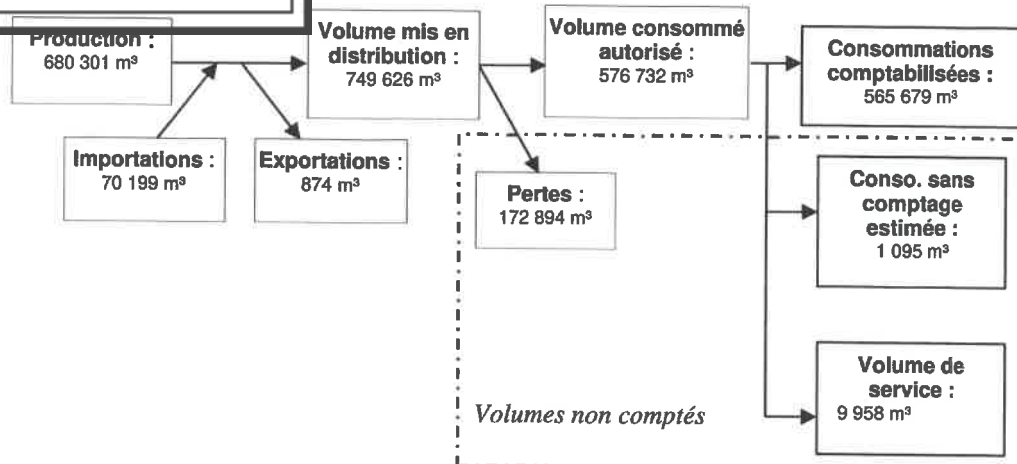 Production :
680 301 m³
Volume mis en
distribution :
749 626 m³
Volume consommé
autorisé :
576 732 m³
Consommations
comptabilisées :
565 679 m³
Importations :
70 199 m³
Exportations :
874 m³
Pertes :
172 894 m³
Conso. sans
comptage
estimée :
1 095 m³
Volume de
service :
9 958 m³
Volumes non comptés